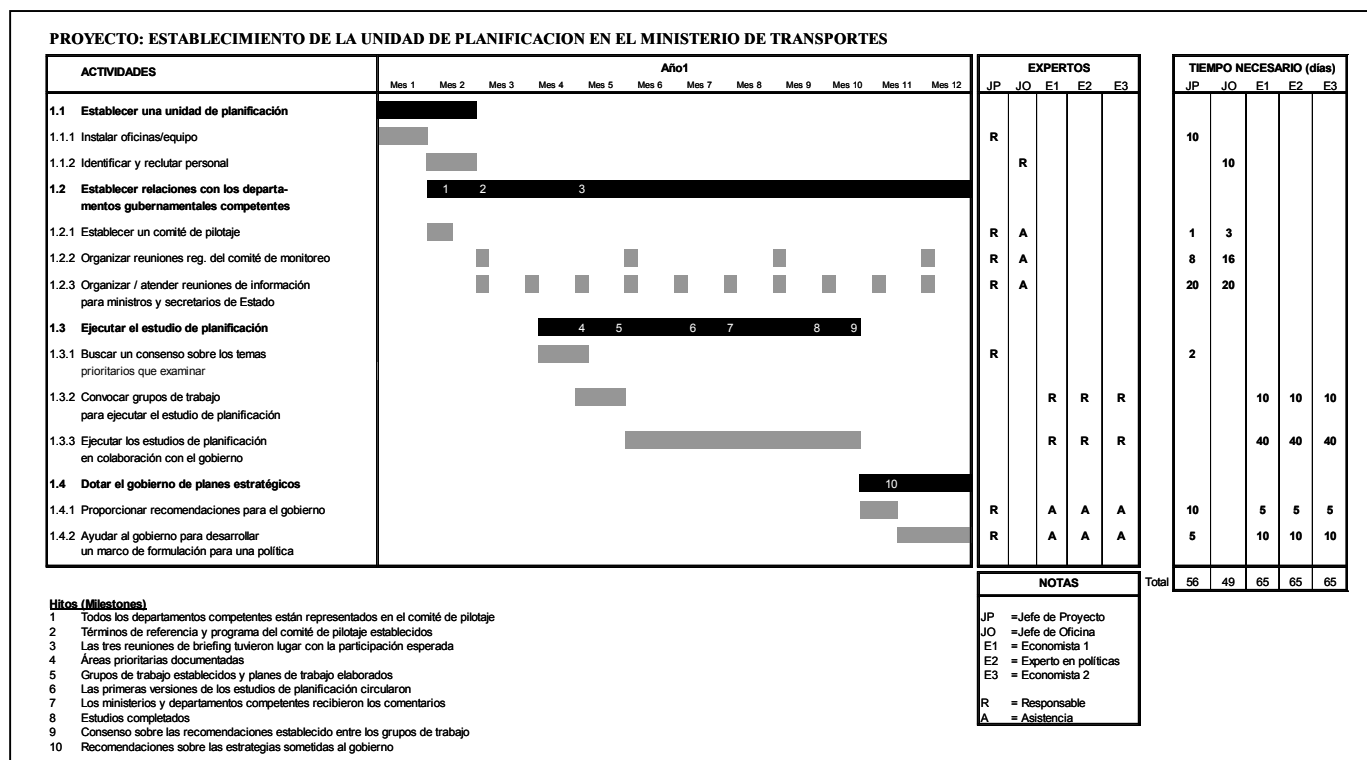 PROYECTO: ESTABLECIMIENTO DE LA UNIDAD DE PLANIFICACION EN EL MINISTERIO DE TRANSPORTES
ACTIVIDADES Año1 EXPERTOS TIEMPO NECESARIO (días)
Mes 1 Mes 2 Mes 3 Mes 4 Mes 5 Mes 6 Mes 7 Mes 8 Mes 9 Mes 10 Mes 11 Mes 12 JP JO E1 E2 E3 JP JO E1 E2 E3
1.1 Establecer una unidad de planificación
1.1.1 Instalar oficinas/equipo R 10
1.1.2 Identificar y reclutar personal R 10
1.2 Establecer relaciones con los departa- 1 2 3
mentos gubernamentales competentes
1.2.1 Establecer un comité de pilotaje R A 1 3
1.2.2 Organizar reuniones reg. del comité de monitoreo R A 8 16
1.2.3 Organizar / atender reuniones de información R A 20 20
para ministros y secretarios de Estado
1.3 Ejecutar el estudio de planificación 4 5 6 7 8 9
1.3.1 Buscar un consenso sobre los temas R 2
prioritarios que examinar
1.3.2 Convocar grupos de trabajo R R R 10 10 10
para ejecutar el estudio de planificación
1.3.3 Ejecutar los estudios de planificación R R R 40 40 40
en colaboración con el gobierno
1.4 Dotar el gobierno de planes estratégicos 10
1.4.1 Proporcionar recomendaciones para el gobierno R A A A 10 5 5 5
1.4.2 Ayudar al gobierno para desarrollar R A A A 5 10 10 10
un marco de formulación para una política
NOTAS Total 56 49 65 65 65
Hitos (Milestones)
1 Todos los departamentos competentes están representados en el comité de pilotaje
2 Términos de referencia y programa del comité de pilotaje establecidos
3 Las tres reuniones de briefing tuvieron lugar con la participación esperada
4 Áreas prioritarias documentadas
5 Grupos de trabajo establecidos y planes de trabajo elaborados
6 Las primeras versiones de los estudios de planificación circularon
7 Los ministerios y departamentos competentes recibieron los comentarios
8 Estudios completados
9 Consenso sobre las recomendaciones establecido entre los grupos de trabajo
10 Recomendaciones sobre las estrategias sometidas al gobierno
JP =Jefe de Proyecto
JO =Jefe de Oficina
E1 = Economista 1
E2 = Experto en políticas
E3 = Economista 2
R = Responsable
A = Asistencia